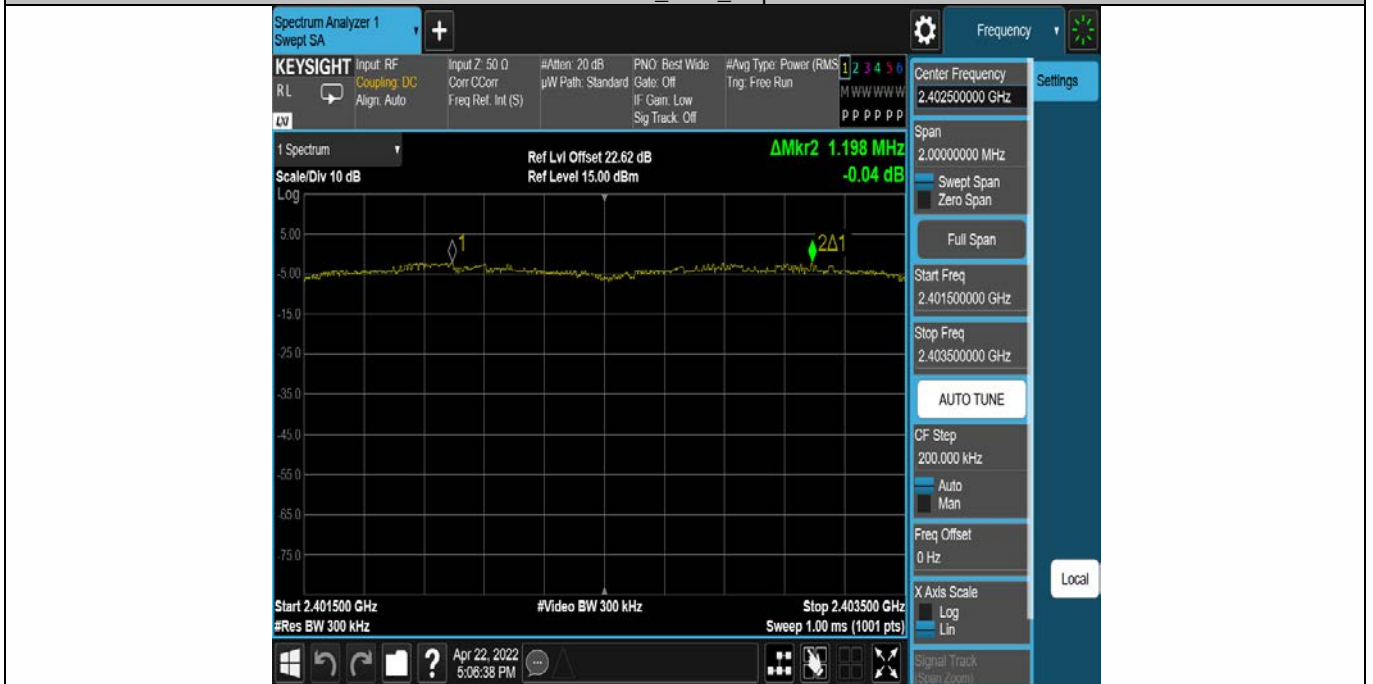 Spectrum Analyzer 1
Swept SA
Frequency
KEYSIGHT
RL
LXI
Input: RF
Coupling: DC
Align: Auto
Input Z: 50 Ω
Corr CCorr
Freq Ref: Int (S)
#Atten: 20 dB
µW Path: Standard
PNO: Best Wide
Gate: Off
IF Gain: Low
Sig Track: Off
#Avg Type: Power (RMS
Trig: Free Run
1 2 3 4 5 6
M W W W W W
P P P P P P
Center Frequency
2.402500000 GHz
Settings
1 Spectrum
Scale/Div 10 dB
Log
Ref Lvl Offset 22.62 dB
Ref Level 15.00 dBm
ΔMkr2 1.198 MHz
-0.04 dB
Span
2.00000000 MHz
Swept Span
Zero Span
Full Span
Start Freq
2.401500000 GHz
Stop Freq
2.403500000 GHz
AUTO TUNE
CF Step
200.000 kHz
Auto
Man
Freq Offset
0 Hz
X Axis Scale
Log
Lin
Signal Track
(Span Zoom)
Local
5.00
1
2Δ1
-5.00
-15.0
-25.0
-35.0
-45.0
-55.0
-65.0
-75.0
Start 2.401500 GHz
#Video BW 300 kHz
Stop 2.403500 GHz
#Res BW 300 kHz
Sweep 1.00 ms (1001 pts)
?
Apr 22, 2022
5:06:38 PM